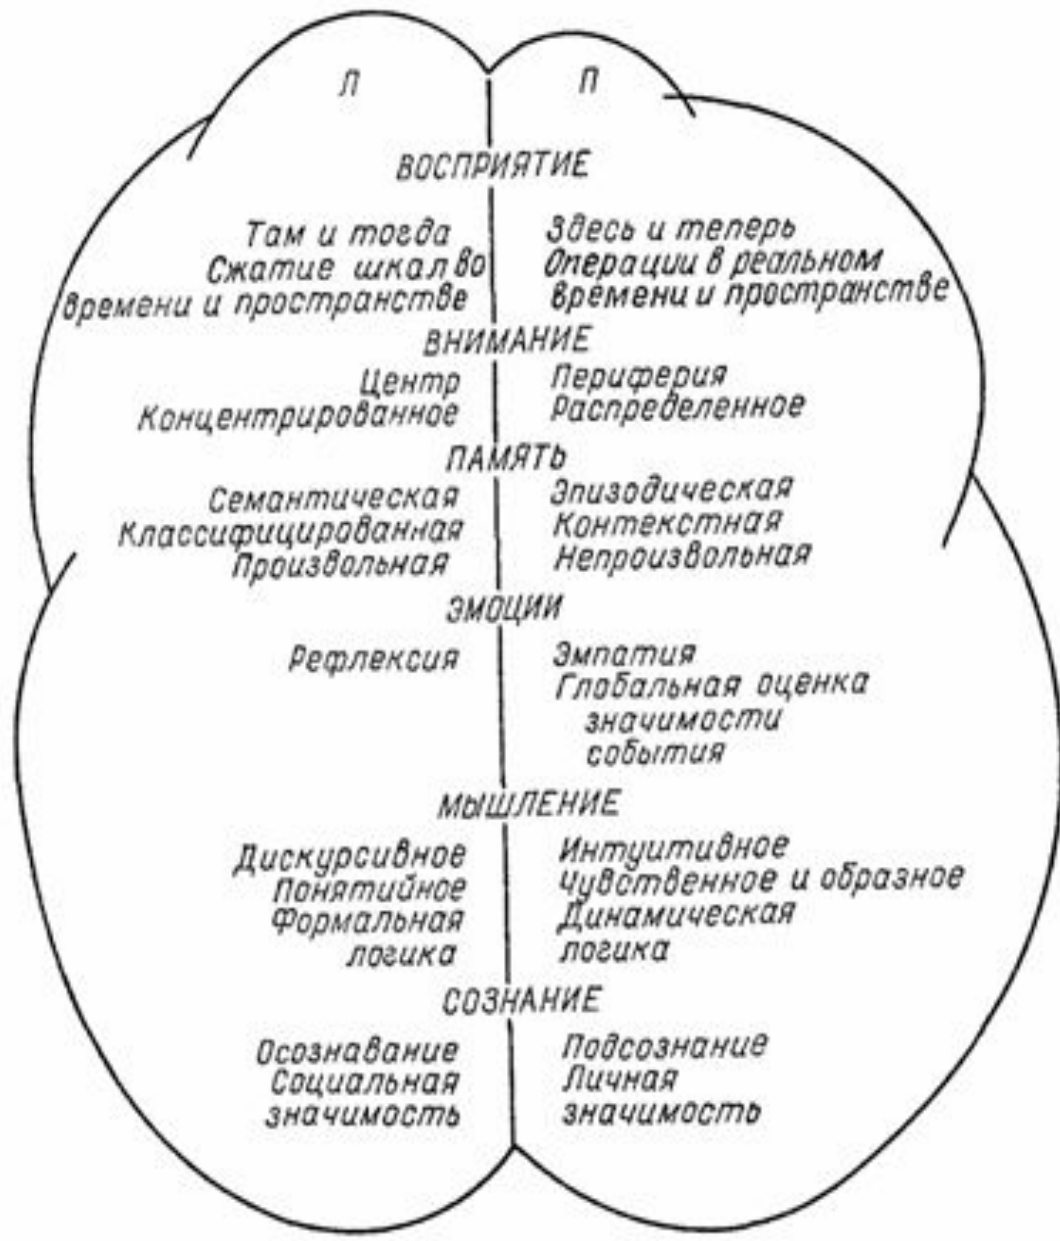 Л П
ВОСПРИЯТИЕ
Там и тогда Здесь и теперь
Сжатие шкал во Операции в реальном
времени и пространстве времени и пространстве
ВНИМАНИЕ
Центр Периферия
Концентрированное Распределенное
ПАМЯТЬ
Семантическая Эпизодическая
Классифицированная Контекстная
Произвольная Непроизвольная
ЭМОЦИИ
Рефлексия Эмпатия
Глобальная оценка
значимости
события
МЫШЛЕНИЕ
Дискурсивное Интуитивное
Понятийное Чувственное и образное
Формальная Динамическая
логика логика
СОЗНАНИЕ
Осознавание Подсознание
Социальная Личная
значимость значимость